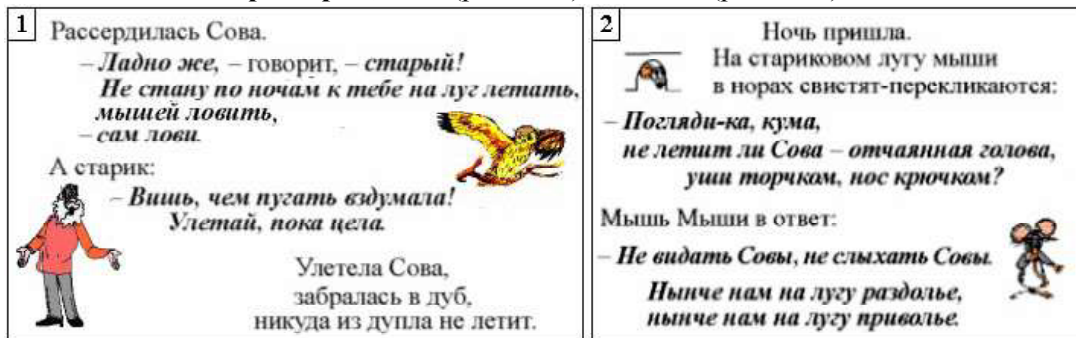 1
Рассердилась Сова.
– Ладно же, – говорит, – старый!
Не стану по ночам к тебе на луг летать,
мышей ловить,
– сам лови.
А старик:
– Вишь, чем пугать вздумала!
Улетай, пока цела.
Улетела Сова,
забралась в дуб,
никуда из дупла не летит.
2
Ночь пришла.
На стариковом лугу мыши
в норах свистят-перекликаются:
– Погляди-ка, кума,
не летит ли Сова – отчаянная голова,
уши торчком, нос крючком?
Мышь Мыши в ответ:
– Не видать Совы, не слыхать Совы.
Нынче нам на лугу раздолье,
нынче нам на лугу приволье.